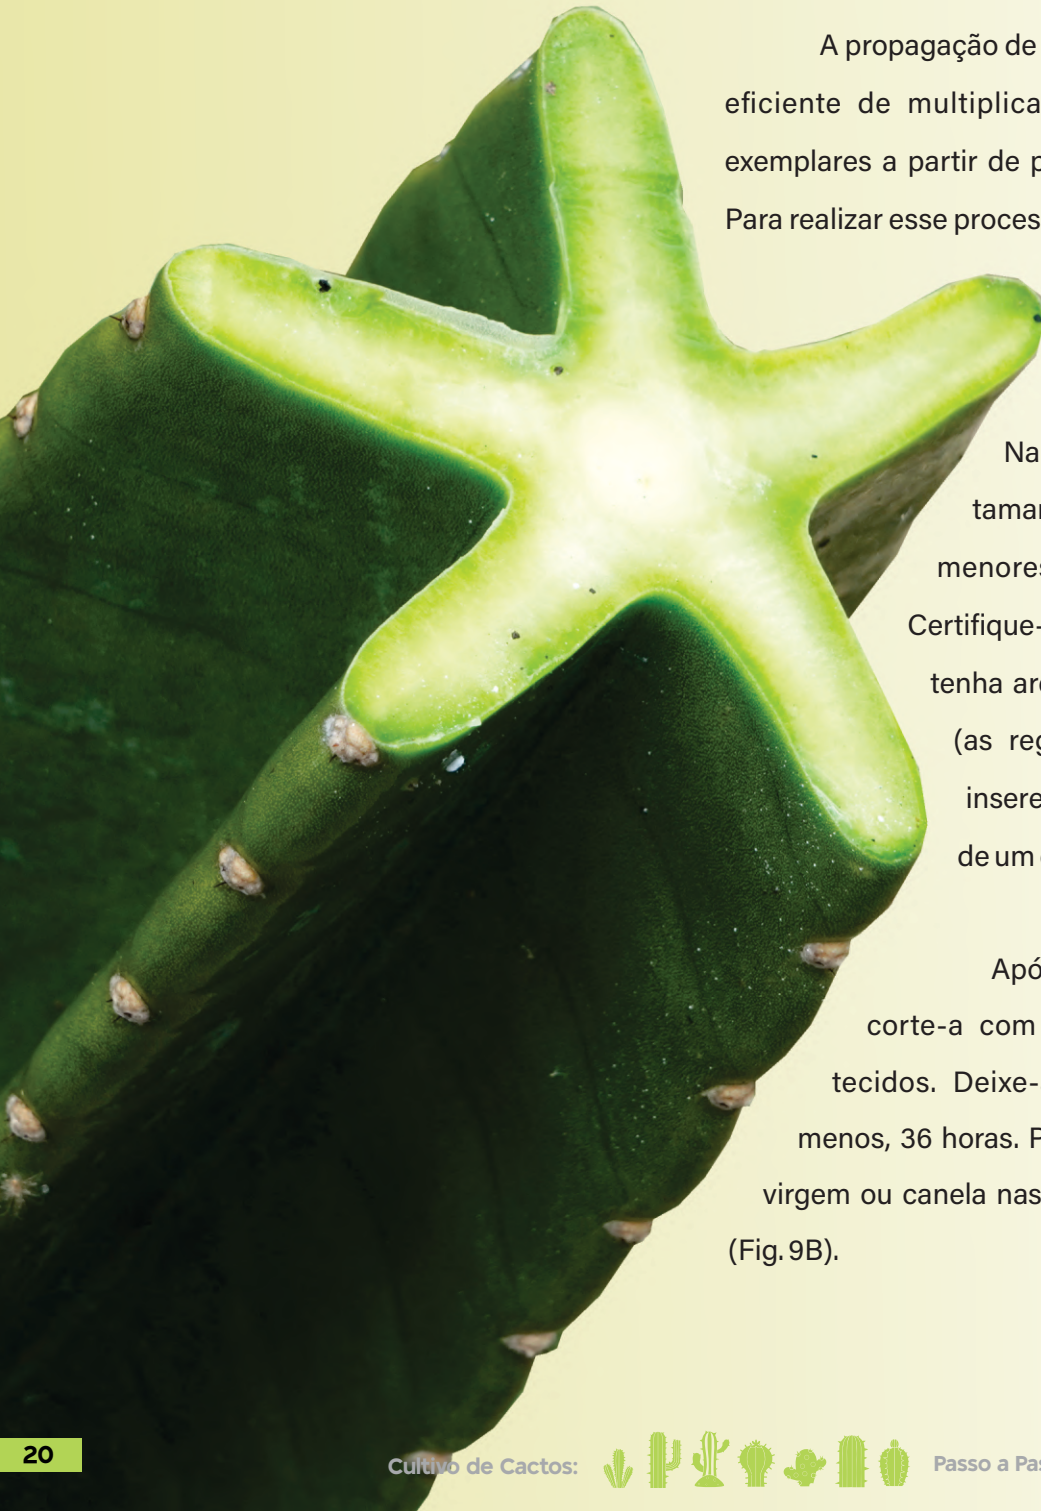 A propagação de
eficiente de multiplica
exemplares a partir de p
Para realizar esse proces
Na
tamar
menores
Certifique-
tenha are
(as reg
insere
de um
Apó
corte-a com
tecidos. Deixe-
menos, 36 horas. P
virgem ou canela nas
(Fig. 9B).
20
Cultivo de Cactos:
Passo a Pas